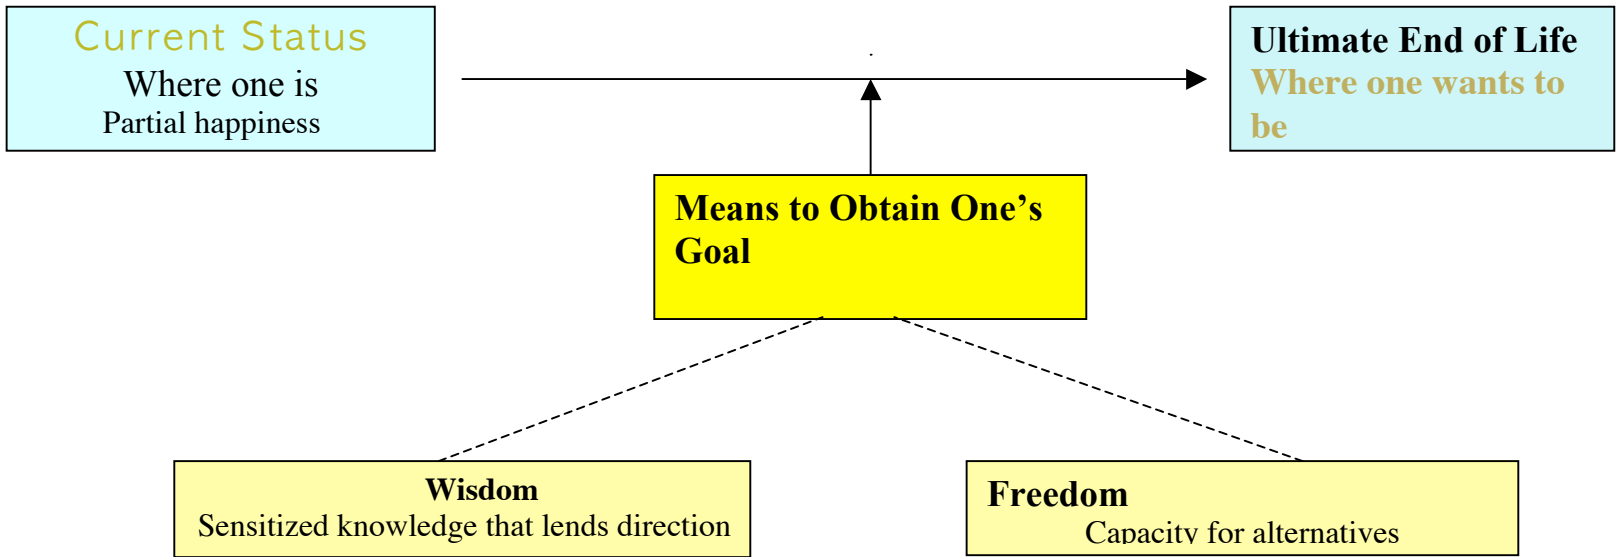 Current Status
Where one is
Partial happiness
Ultimate End of Life
Where one wants to
be
Means to Obtain One’s
Goal
Wisdom
Sensitized knowledge that lends direction
Freedom
Capacity for alternatives